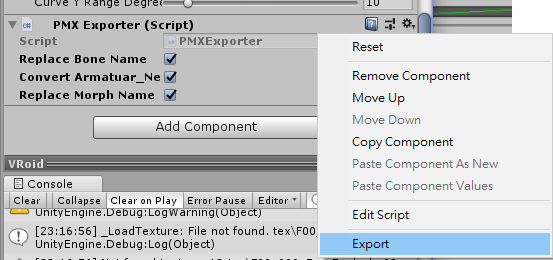 Curve Y Range Degree
10
PMX Exporter (Script)
Script
PMXExporter
Replace Bone Name
Convert Armatuar_Ne
Replace Morph Name
Add Component
VRoid
Console
Clear Collapse Clear on Play Error Pause Editor
UnityEngine.Debug:LogWarning(Object)
[23:16:56] _LoadTexture: File not found. tex\F00_
UnityEngine.Debug:Log(Object)
Reset
Remove Component
Move Up
Move Down
Copy Component
Paste Component As New
Paste Component Values
Edit Script
Export